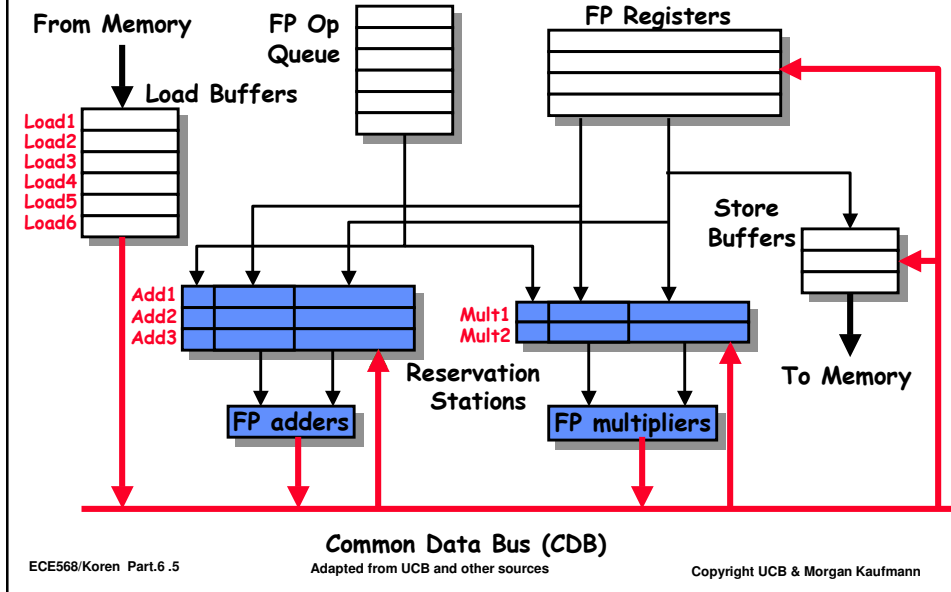 From Memory
FP Op
Queue
FP Registers
Load Buffers
Load1
Load2
Load3
Load4
Load5
Load6
Store
Buffers
Add1
Add2
Add3
Mult1
Mult2
Reservation
Stations
To Memory
FP adders
FP multipliers
Common Data Bus (CDB)
ECE568/Koren Part.6 .5
Adapted from UCB and other sources
Copyright UCB & Morgan Kaufmann